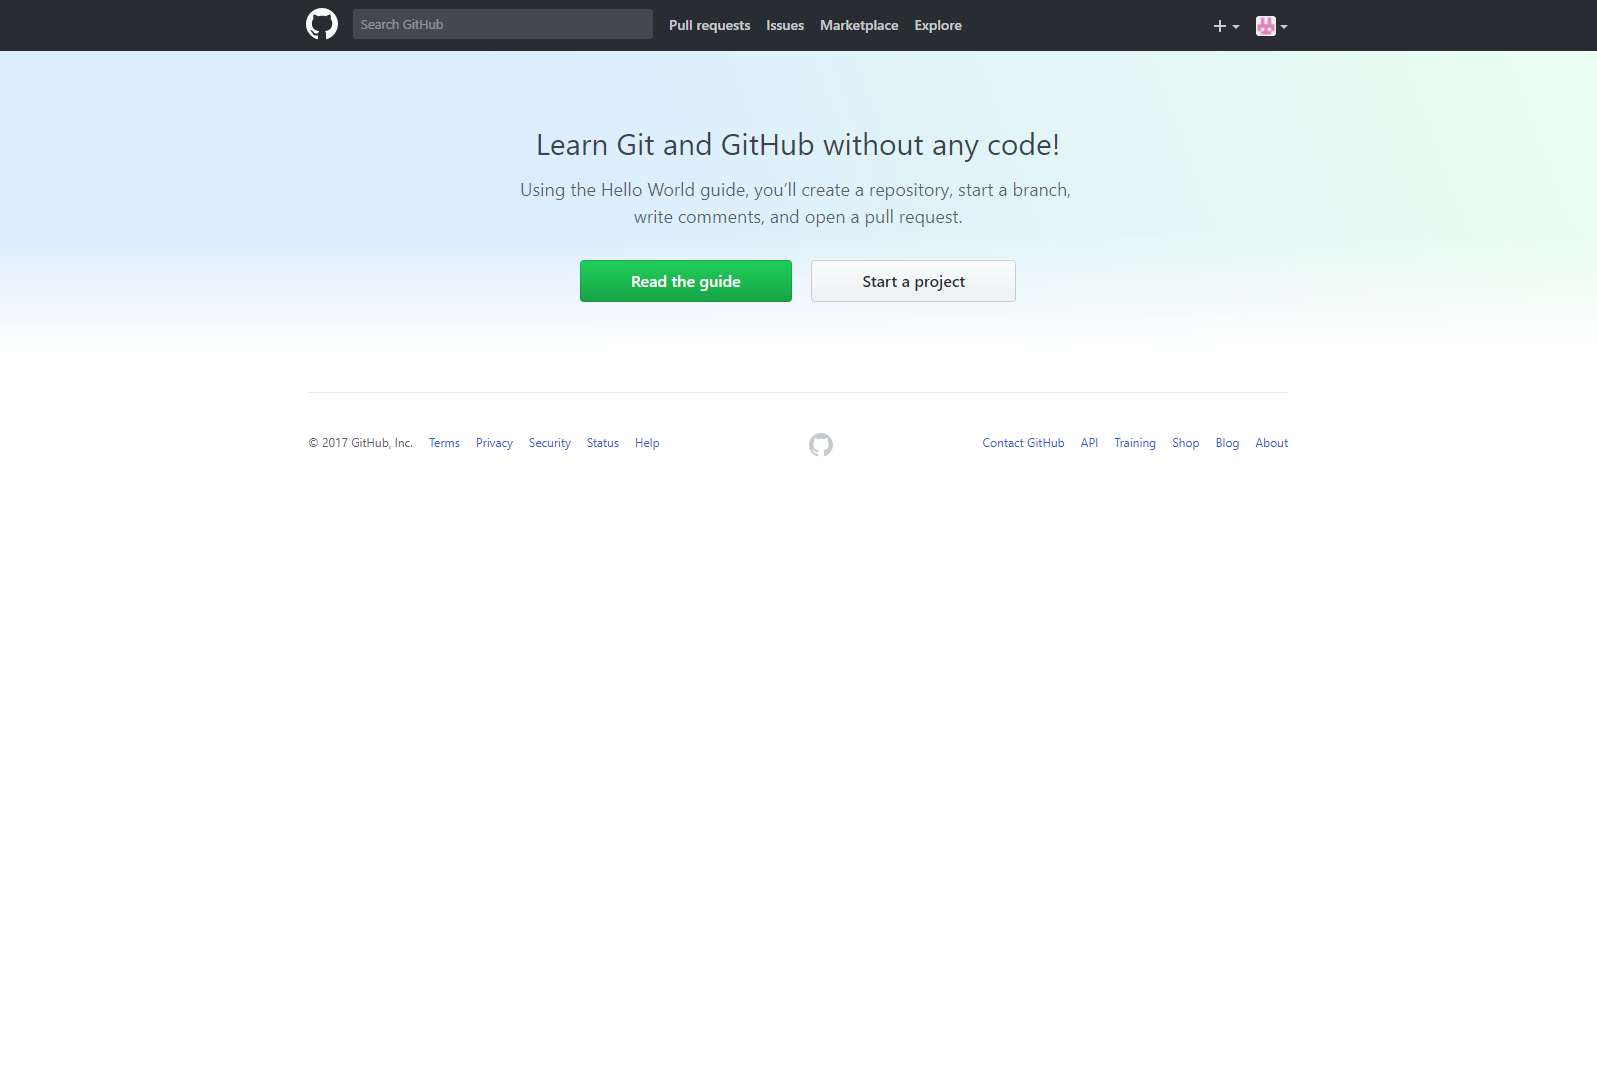 Search GitHub Pull requests Issues Marketplace Explore
Learn Git and GitHub without any code!
Using the Hello World guide, you’ll create a repository, start a branch,
write comments, and open a pull request.
Read the guide Start a project
© 2017 GitHub, Inc. Terms Privacy Security Status Help Contact GitHub API Training Shop Blog About